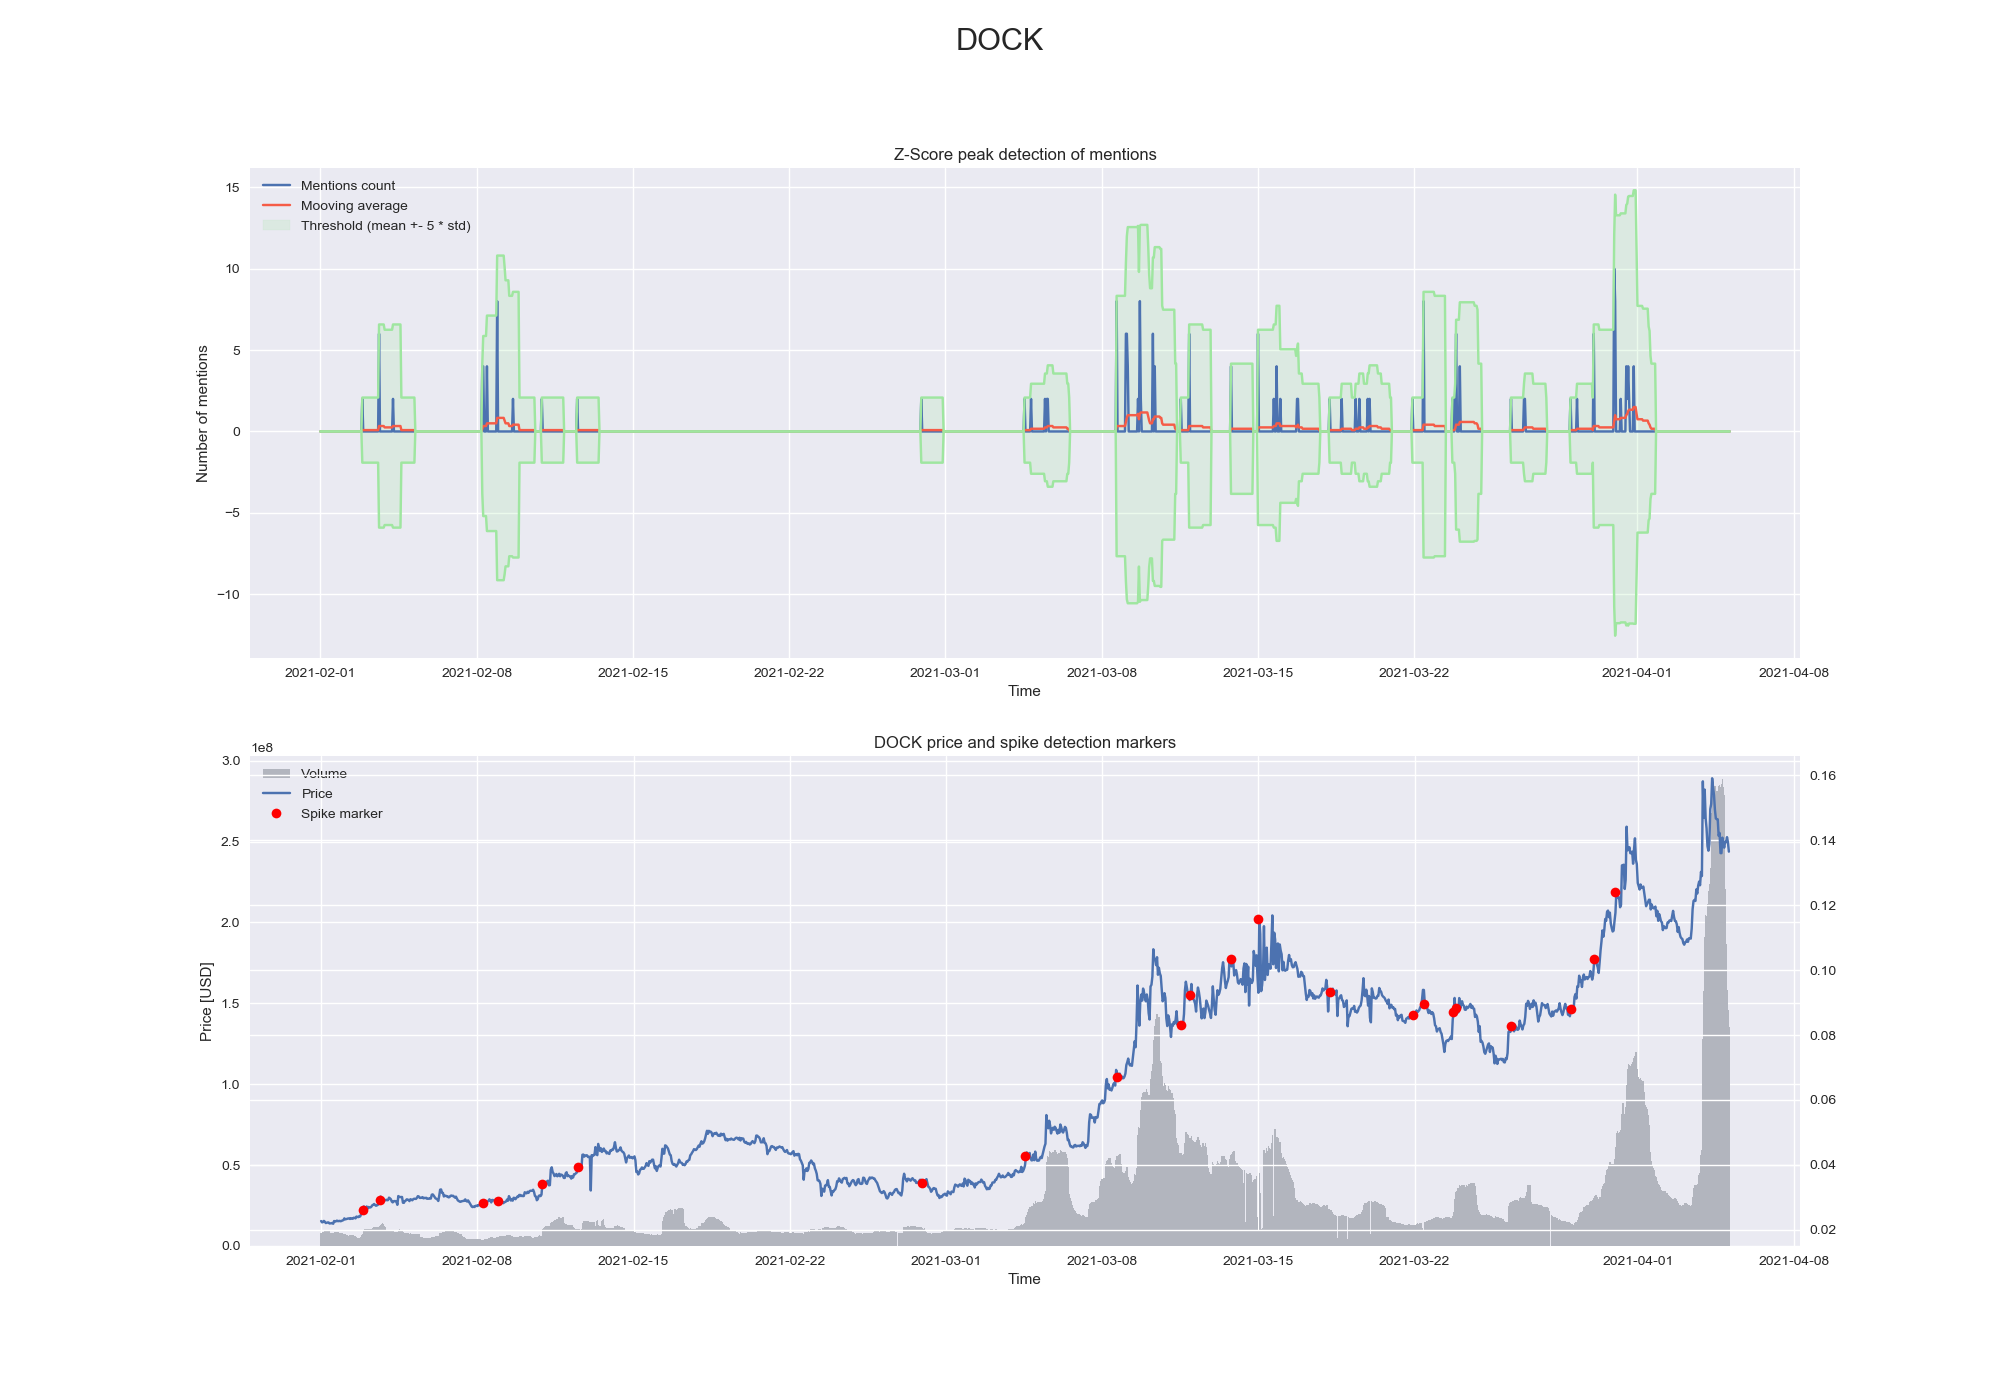 DOCK
Z-Score peak detection of mentions
Mentions count
Mooving average
Threshold (mean +- 5 * std)
15
10
5
0
−5
−10
Number of mentions
2021-02-01 2021-02-08 2021-02-15 2021-02-22 2021-03-01 2021-03-08 2021-03-15 2021-03-22 2021-04-01 2021-04-08
Time
DOCK price and spike detection markers
1e8
Volume
Price
Spike marker
3.0
2.5
2.0
1.5
1.0
0.5
0.0
Price [USD]
0.16
0.14
0.12
0.10
0.08
0.06
0.04
0.02
2021-02-01 2021-02-08 2021-02-15 2021-02-22 2021-03-01 2021-03-08 2021-03-15 2021-03-22 2021-04-01 2021-04-08
Time